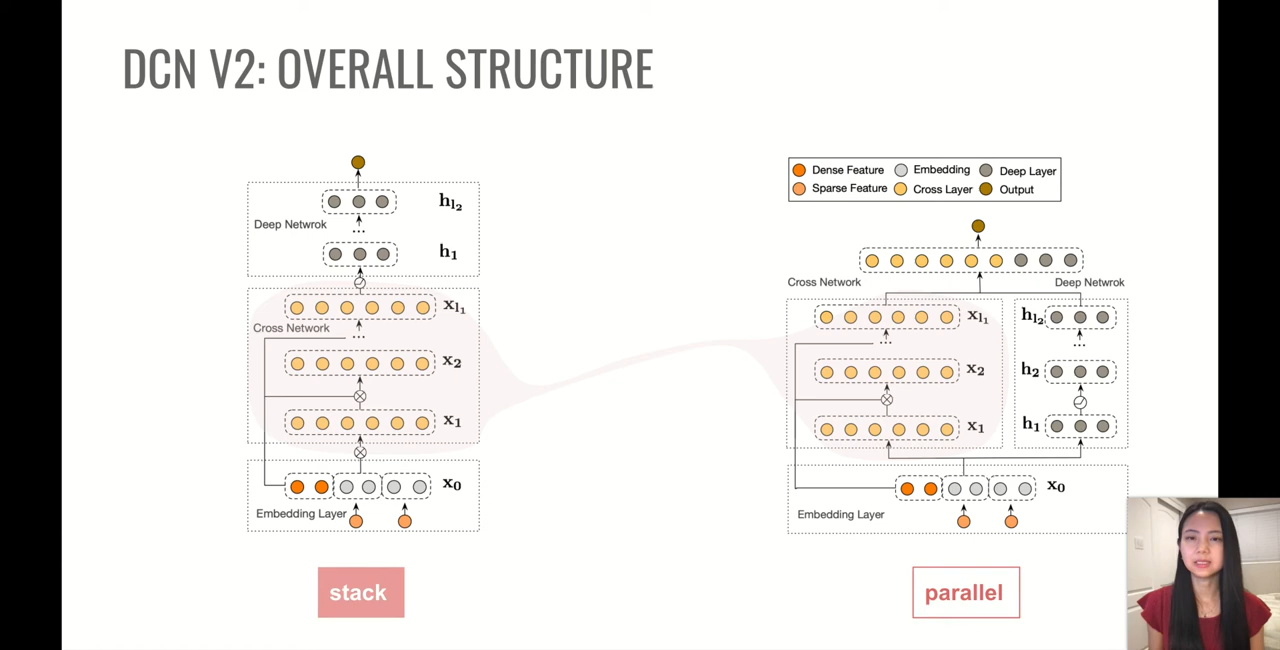 DCN V2: OVERALL STRUCTURE
h_{l_2}
Deep Netwrok
...
h_1
x_{l_1}
Cross Network
...
x_2
x_1
x_0
Embedding Layer
stack
Dense Feature Embedding Deep Layer
Sparse Feature Cross Layer Output
Cross Network Deep Netwrok
x_{l_1} h_{l_2}
... ...
x_2 h_2
x_1 h_1
x_0
Embedding Layer
parallel